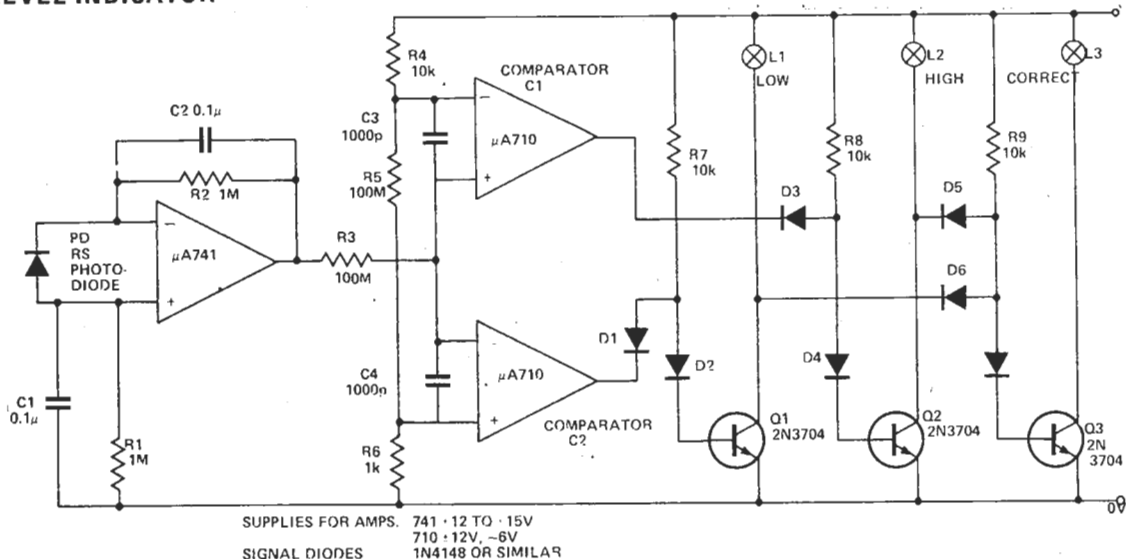 LEVEL INDICATOR
R4
10k
L1
LOW
L2
HIGH
CORRECT
L3
COMPARATOR
C1
C2 0.1μ
C3
1000p
μA710
R7
10k
R8
10k
R9
10k
R5
100M
R2 1M
D3
D5
PD
RS
PHOTO-
DIODE
μA741
R3
100M
D6
D1
D2
D4
C4
1000p
μA710
C1
0.1μ
COMPARATOR
C2
Q1
2N3704
Q2
2N3704
Q3
2N
3704
R1
1M
R6
1k
0V
SUPPLIES FOR AMPS. 741 · 12 TO · 15V
710 : 12V, ~6V
SIGNAL DIODES 1N4148 OR SIMILAR